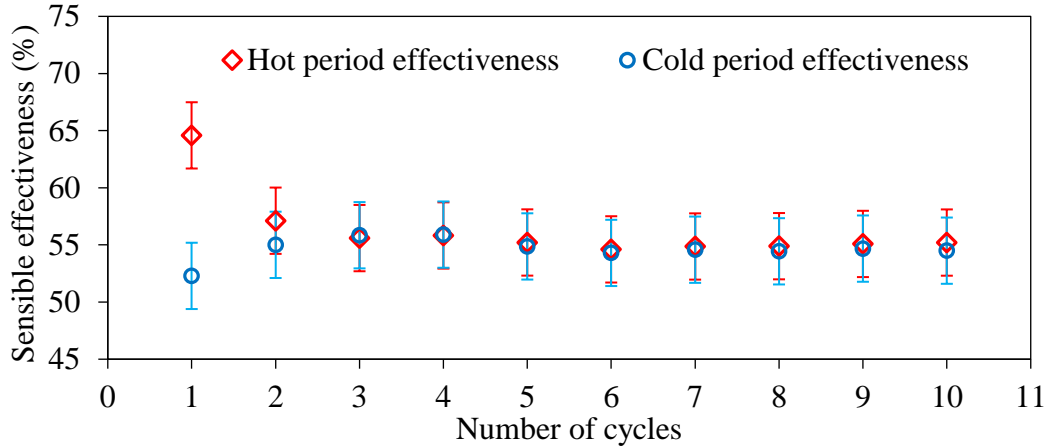 Sensible effectiveness (%)
75
70
65
60
55
50
45
Hot period effectiveness
Cold period effectiveness
0 1 2 3 4 5 6 7 8 9 10 11
Number of cycles